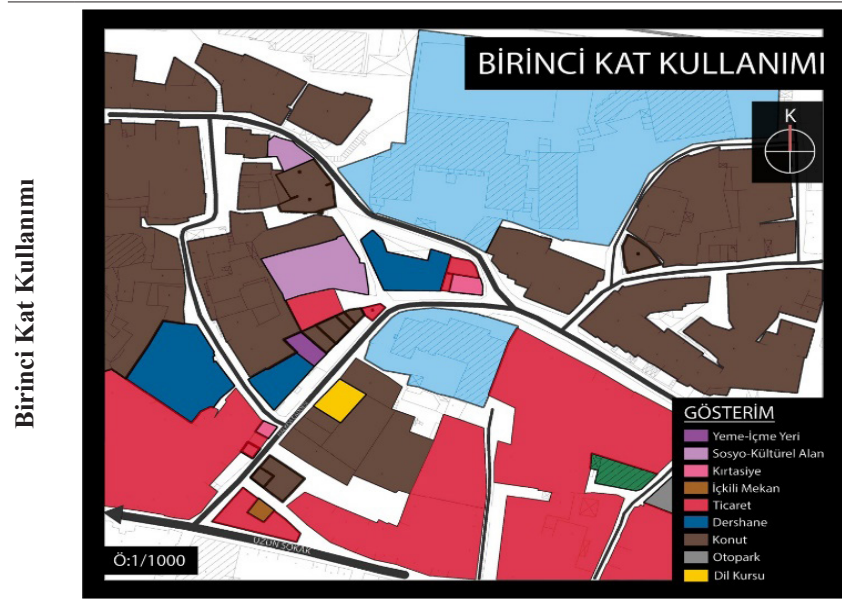 Birinci Kat Kullanımı
BİRİNCİ KAT KULLANIMI
K
GÖSTERİM
Yeme-İçme Yeri
Sosyo-Kültürel Alan
Kırtasiye
İçkili Mekan
Ticaret
Dershane
Konut
Otopark
Dil Kursu
UZUN SOKAK
Ö:1/1000